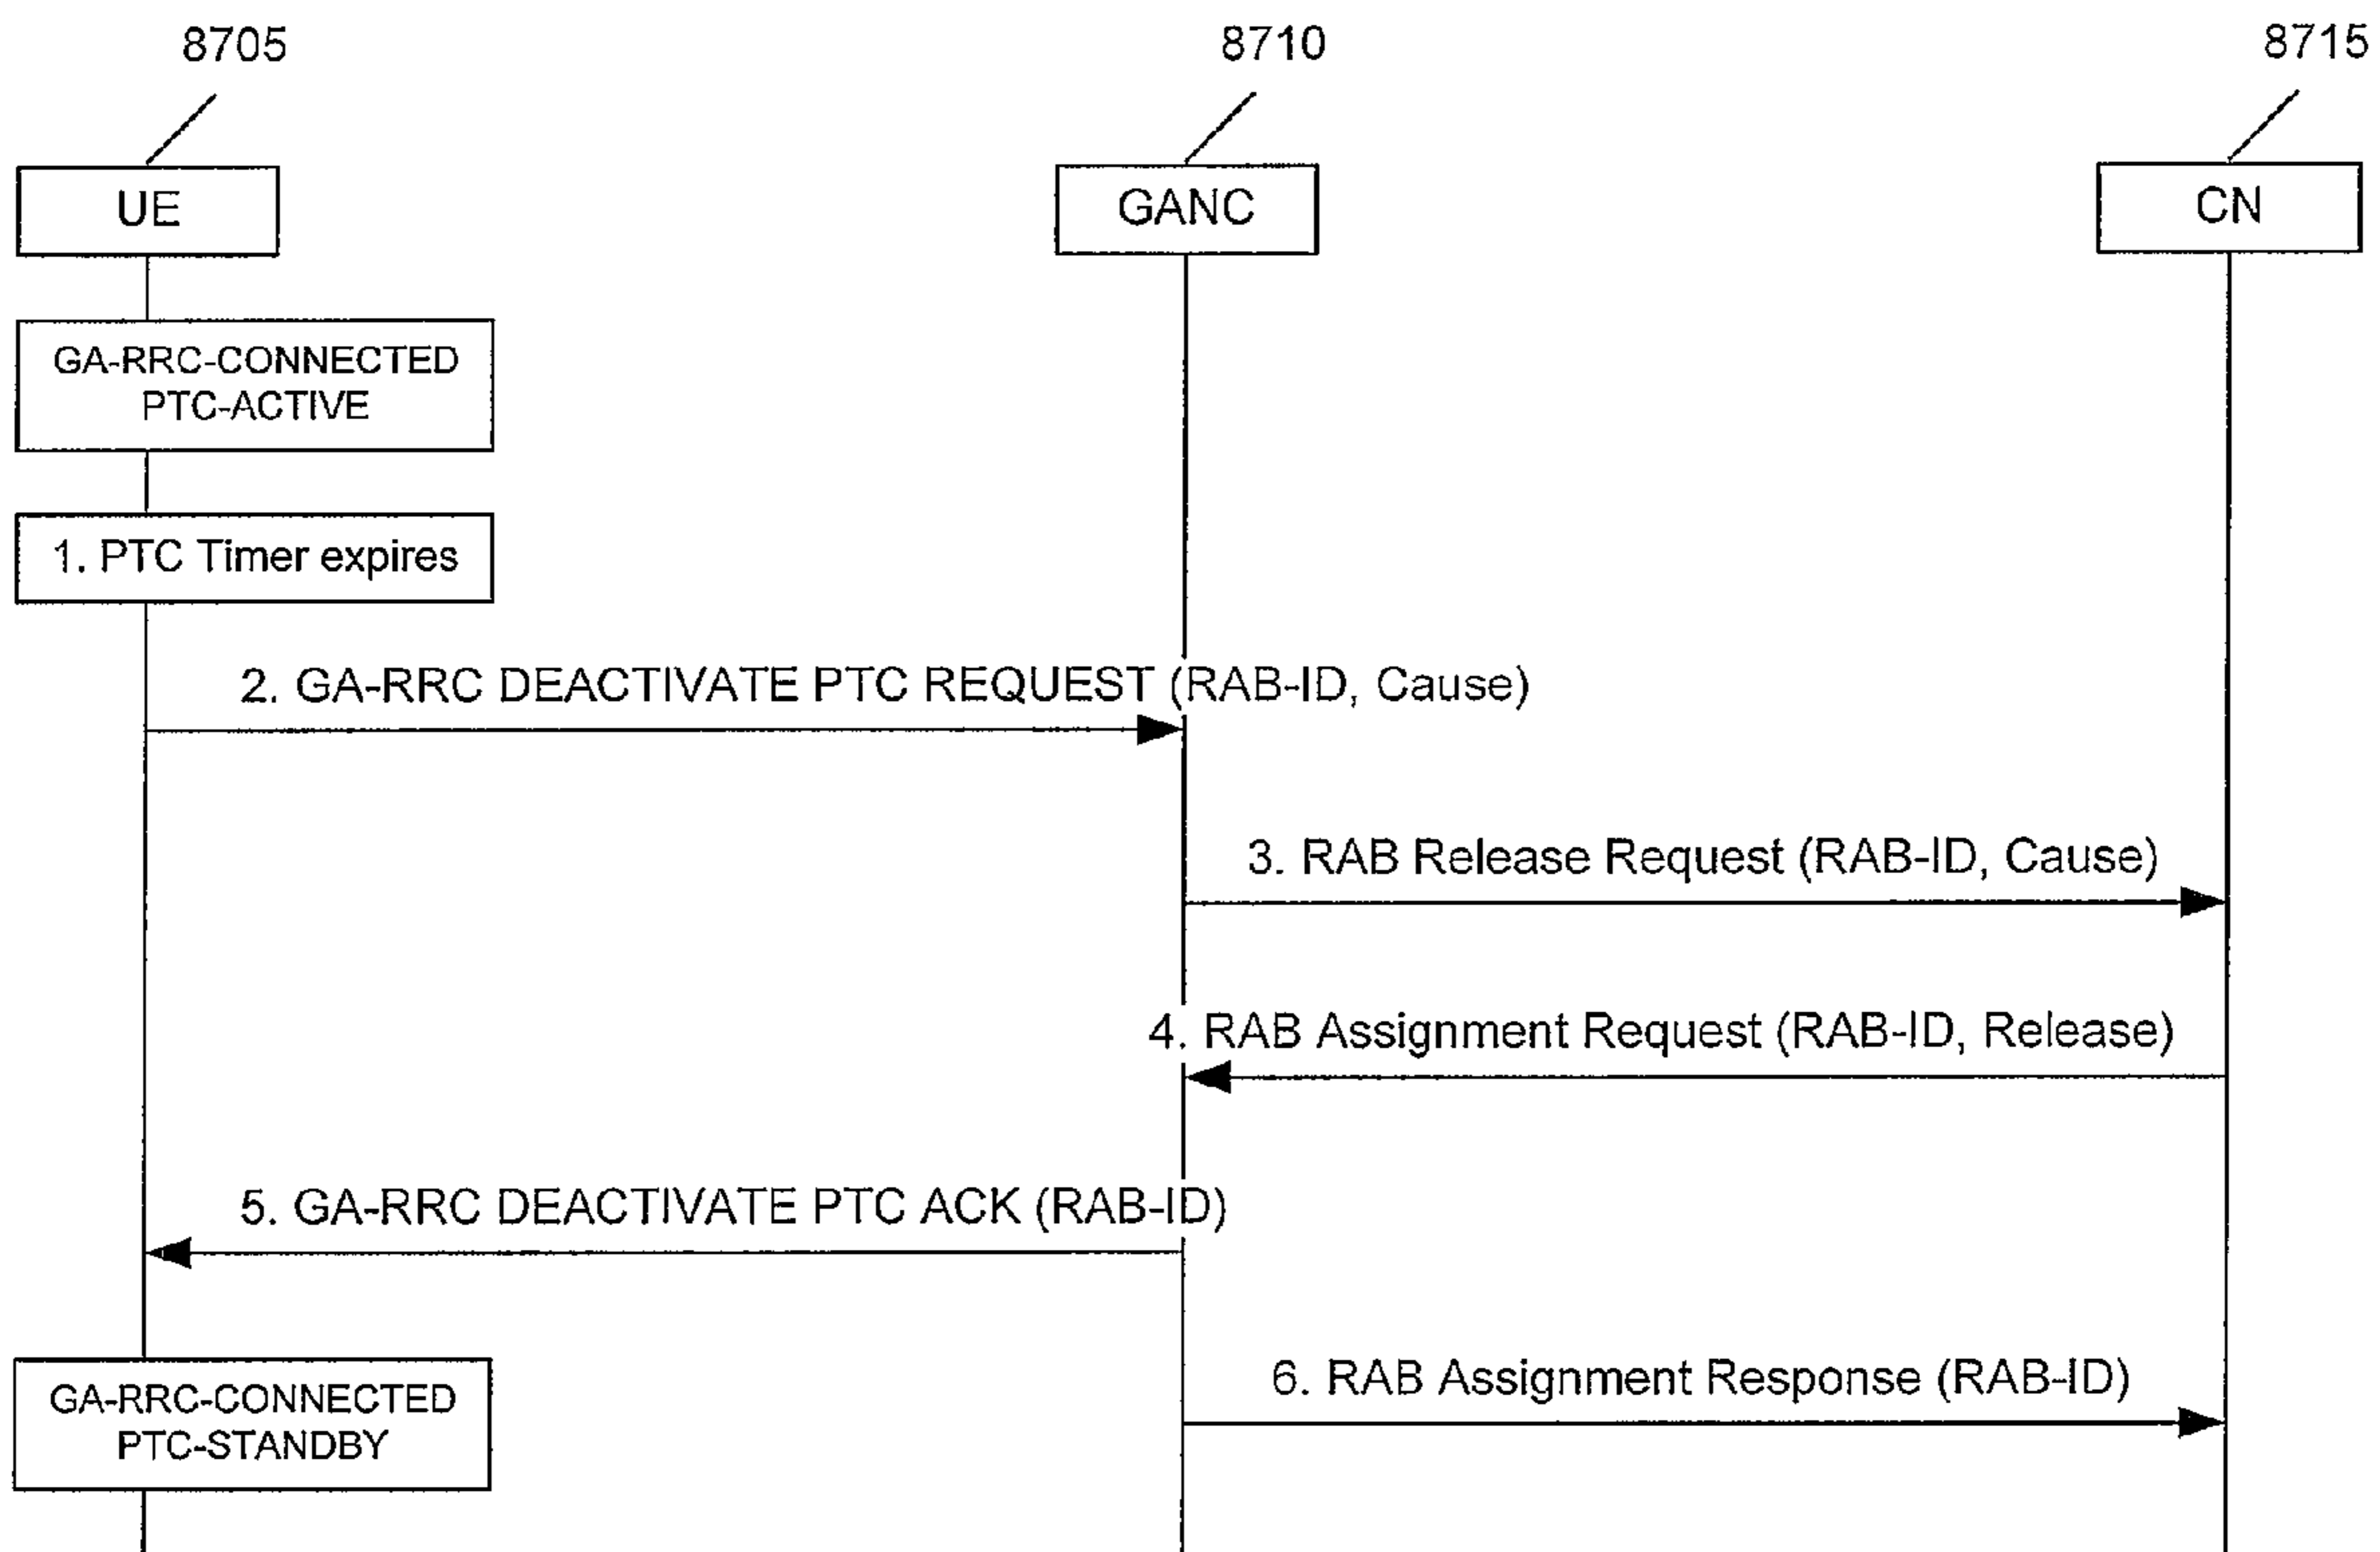 8705
8710
8715
UE
GANC
CN
GA-RRC-CONNECTED
PTC-ACTIVE
1. PTC Timer expires
2. GA-RRC DEACTIVATE PTC REQUEST (RAB-ID, Cause)
3. RAB Release Request (RAB-ID, Cause)
4. RAB Assignment Request (RAB-ID, Release)
5. GA-RRC DEACTIVATE PTC ACK (RAB-ID)
GA-RRC-CONNECTED
PTC-STANDBY
6. RAB Assignment Response (RAB-ID)